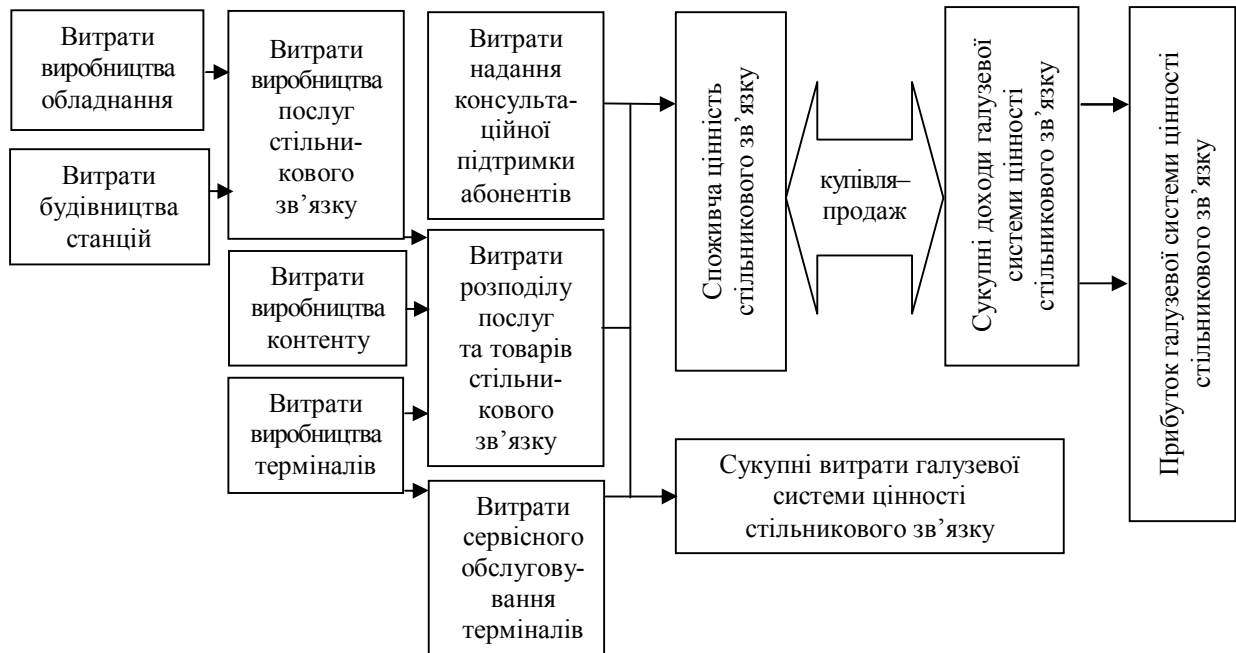 Витрати
виробництва
обладнання
Витрати
будівництва
станцій
Витрати
виробництва
послуг
стільни-
кового
зв’язку
Витрати
виробництва
контенту
Витрати
виробництва
терміналів
Витрати
надання
консульта-
ційної
підтримки
абонентів
Витрати
розподілу
послуг
та товарів
стільни-
кового
зв’язку
Витрати
сервісного
обслугову-
вання
терміналів
Споживча цінність
стільникового зв’язку
купівля–
продаж
Сукупні доходи галузевої
системи цінності
стільникового зв’язку
Прибуток галузевої системи цінності
стільникового зв’язку
Сукупні витрати галузевої
системи цінності
стільникового зв’язку